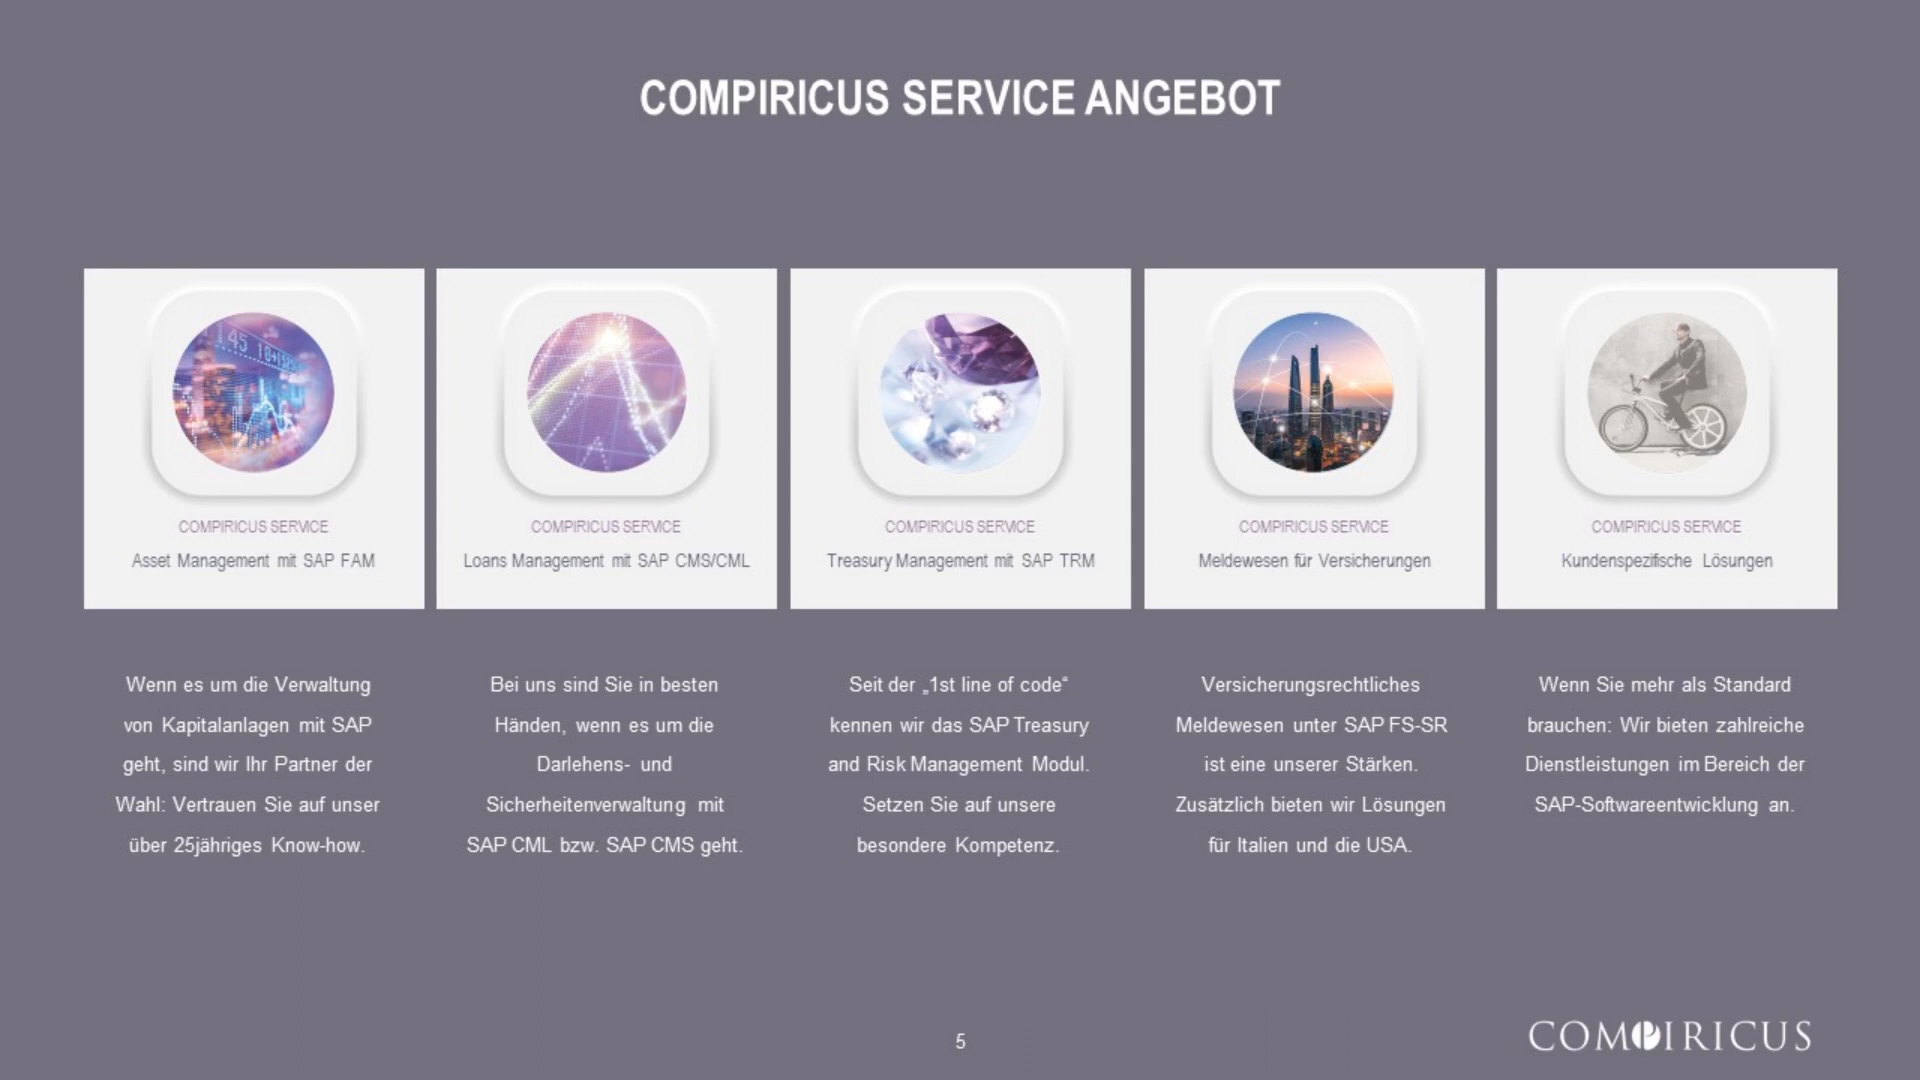 COMPIRICUS SERVICE ANGEBOT
COMPIRICUS SERVICE
Asset Management mit SAP FAM
COMPIRICUS SERVICE
Loans Management mit SAP CMS/CML
COMPIRICUS SERVICE
Treasury Management mit SAP TRM
COMPIRICUS SERVICE
Meldewesen für Versicherungen
COMPIRICUS SERVICE
Kundenspezifische Lösungen
Wenn es um die Verwaltung
von Kapitalanlagen mit SAP
geht, sind wir Ihr Partner der
Wahl: Vertrauen Sie auf unser
über 25jähriges Know-how.
Bei uns sind Sie in besten
Händen, wenn es um die
Darlehens- und
Sicherheitenverwaltung mit
SAP CML bzw. SAP CMS geht.
Seit der „1st line of code“
kennen wir das SAP Treasury
and Risk Management Modul.
Setzen Sie auf unsere
besondere Kompetenz.
Versicherungsrechtliches
Meldewesen unter SAP FS-SR
ist eine unserer Stärken.
Zusätzlich bieten wir Lösungen
für Italien und die USA.
Wenn Sie mehr als Standard
brauchen: Wir bieten zahlreiche
Dienstleistungen im Bereich der
SAP-Softwareentwicklung an.
5
COMPIRICUS